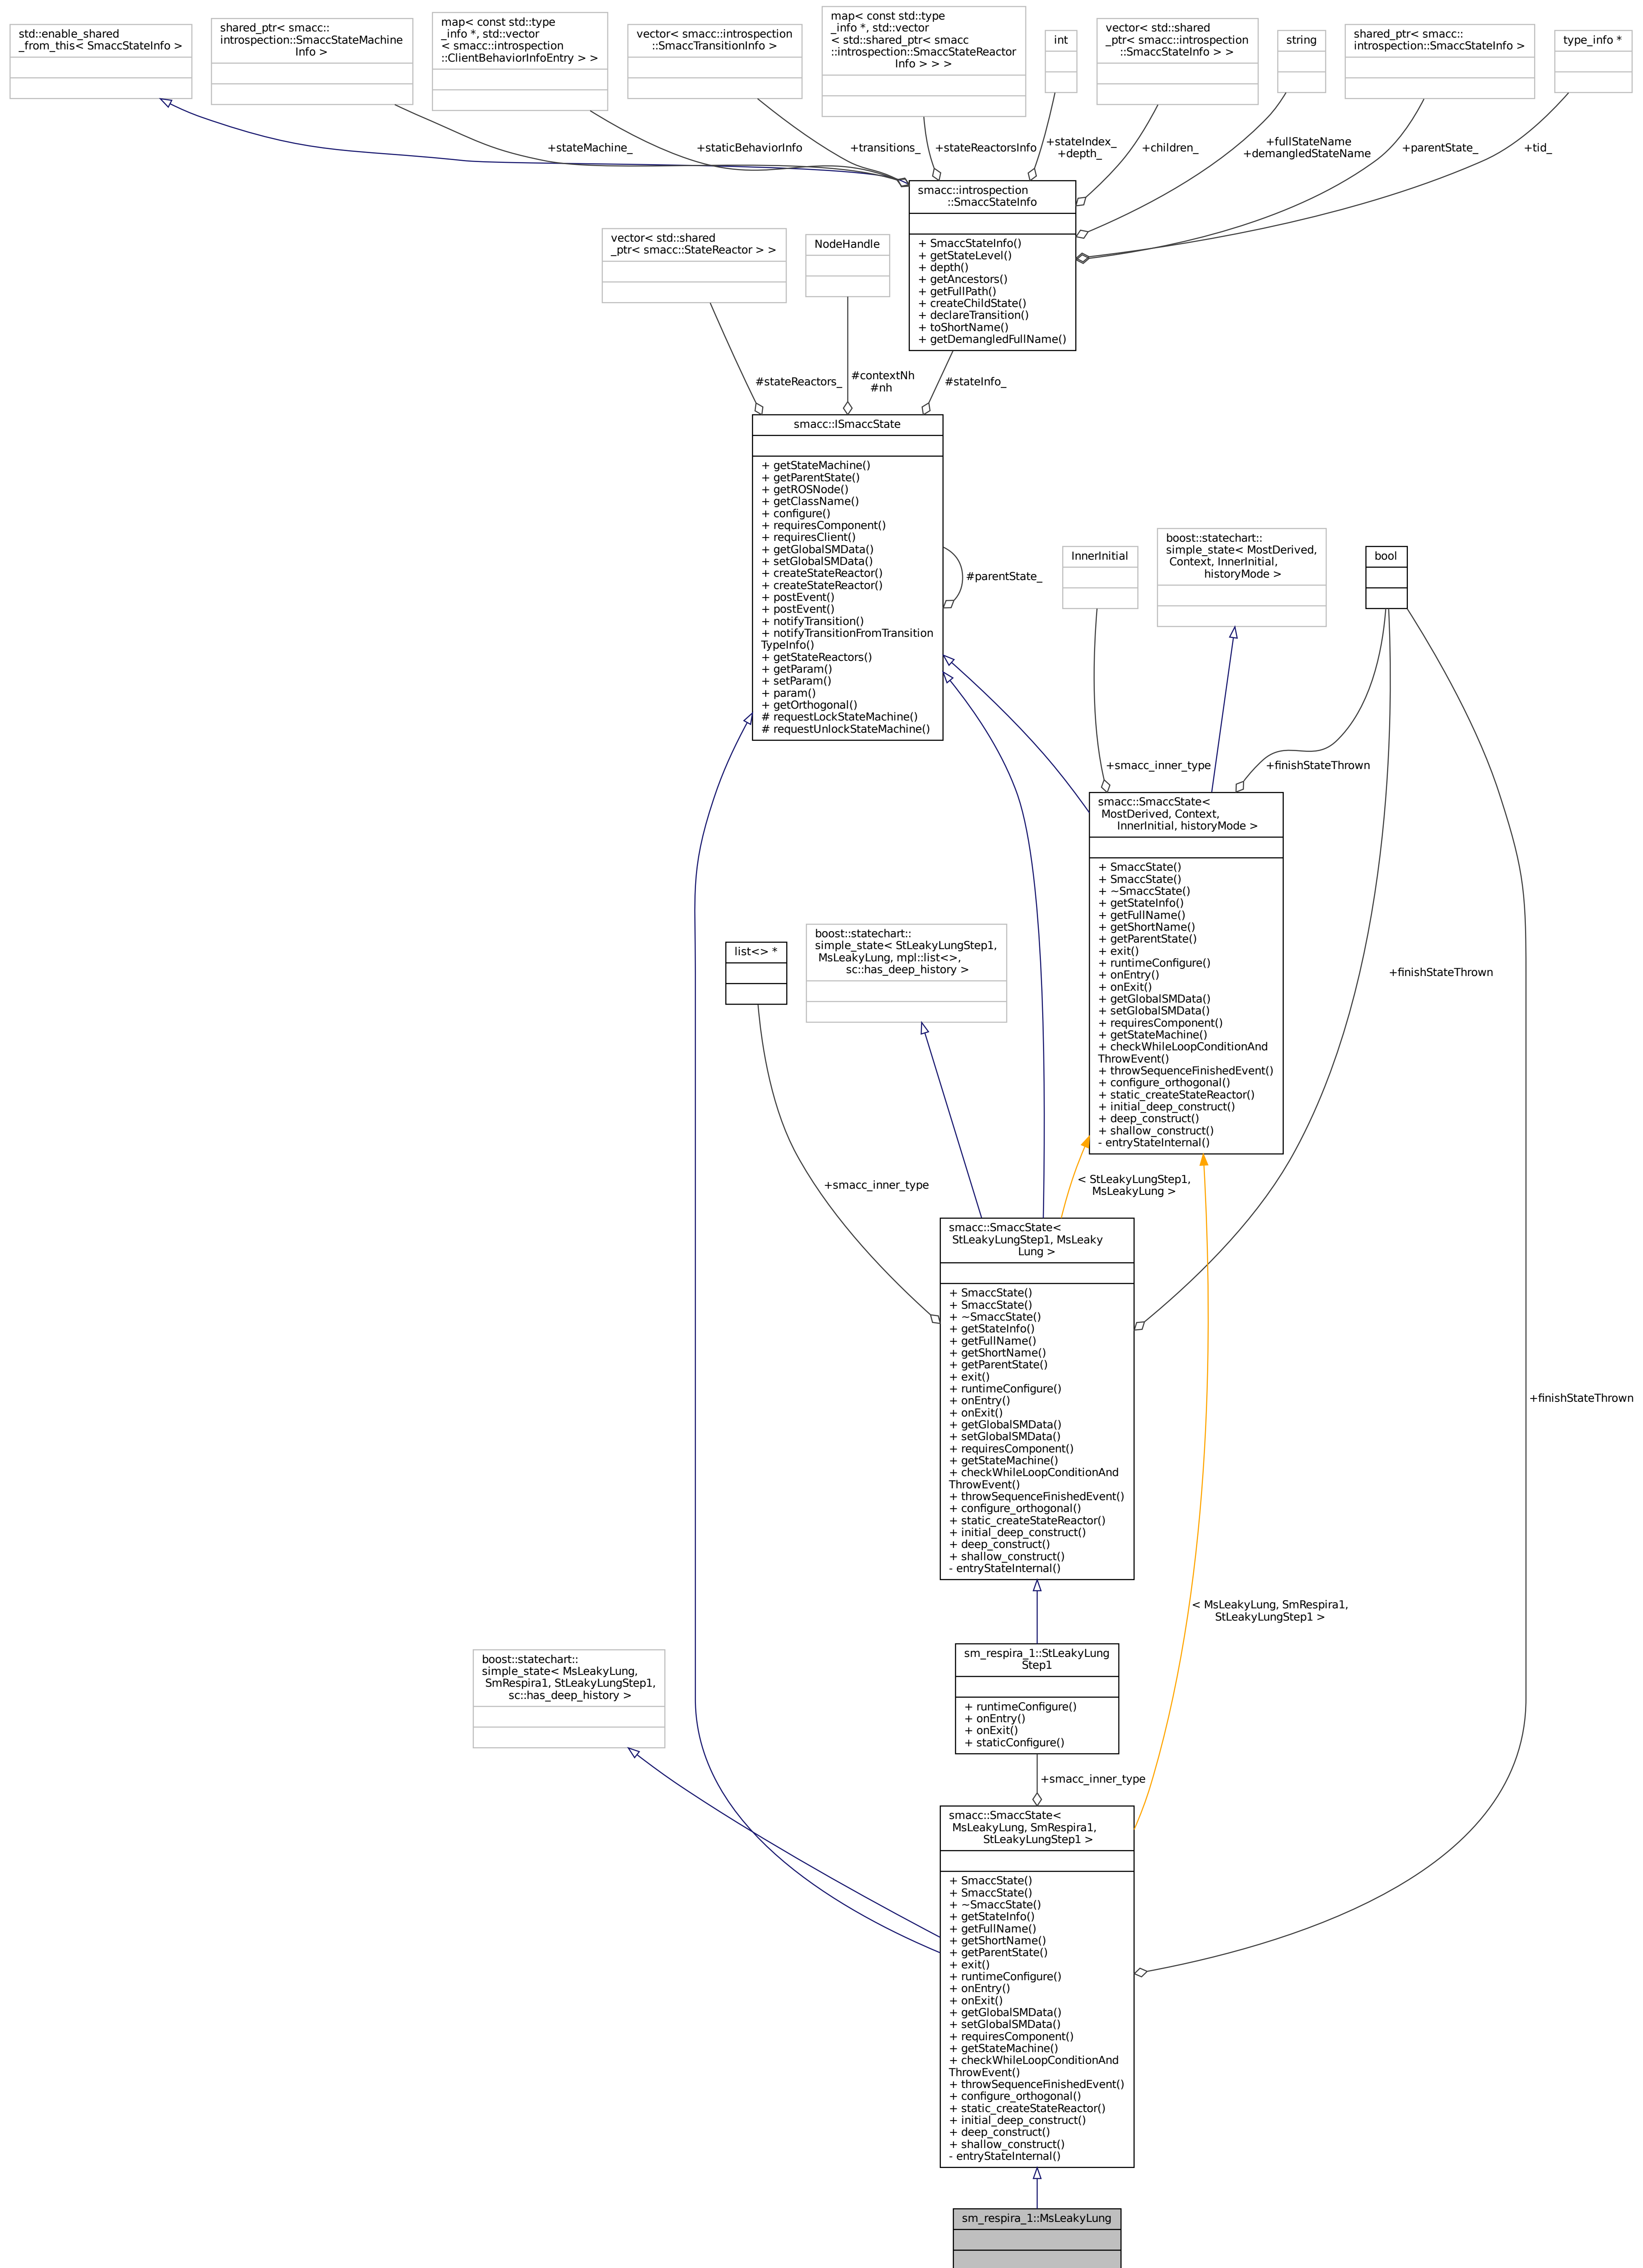 std::enable_shared
_from_this< SmaccStateInfo >
shared_ptr< smacc::
introspection::SmaccStateMachine
Info >
map< const std::type
_info *, std::vector
< smacc::introspection
::ClientBehaviorInfoEntry > >
vector< smacc::introspection
::SmaccTransitionInfo >
map< const std::type
_info *, std::vector
< std::shared_ptr< smacc
::introspection::SmaccStateReactor
Info > > >
int
vector< std::shared
_ptr< smacc::introspection
::SmaccStateInfo > >
string
shared_ptr< smacc::
introspection::SmaccStateInfo >
type_info *
+stateMachine_
+staticBehaviorInfo
+transitions_
+stateReactorsInfo
+stateIndex_
+depth_
+children_
+fullStateName
+demangledStateName
+parentState_
+tid_
smacc::introspection
::SmaccStateInfo
+ SmaccStateInfo()
+ getStateLevel()
+ depth()
+ getAncestors()
+ getFullPath()
+ createChildState()
+ declareTransition()
+ toShortName()
+ getDemangledFullName()
vector< std::shared
_ptr< smacc::StateReactor > >
NodeHandle
#stateReactors_
#contextNh
#nh
#stateInfo_
smacc::ISmaccState
+ getStateMachine()
+ getParentState()
+ getROSNode()
+ getClassName()
+ configure()
+ requiresComponent()
+ requiresClient()
+ getGlobalSMData()
+ setGlobalSMData()
+ createStateReactor()
+ createStateReactor()
+ postEvent()
+ postEvent()
+ notifyTransition()
+ notifyTransitionFromTransition
TypeInfo()
+ getStateReactors()
+ getParam()
+ setParam()
+ param()
+ getOrthogonal()
# requestLockStateMachine()
# requestUnlockStateMachine()
#parentState_
InnerInitial
boost::statechart::
simple_state< MostDerived,
Context, InnerInitial,
historyMode >
bool
+smacc_inner_type
+finishStateThrown
smacc::SmaccState<
MostDerived, Context,
InnerInitial, historyMode >
+ SmaccState()
+ SmaccState()
+ ~SmaccState()
+ getStateInfo()
+ getFullName()
+ getShortName()
+ getParentState()
+ exit()
+ runtimeConfigure()
+ onEntry()
+ onExit()
+ getGlobalSMData()
+ setGlobalSMData()
+ requiresComponent()
+ getStateMachine()
+ checkWhileLoopConditionAnd
ThrowEvent()
+ throwSequenceFinishedEvent()
+ configure_orthogonal()
+ static_createStateReactor()
+ initial_deep_construct()
+ deep_construct()
+ shallow_construct()
- entryStateInternal()
list<> *
boost::statechart::
simple_state< StLeakyLungStep1,
MsLeakyLung, mpl::list<>,
sc::has_deep_history >
+finishStateThrown
+smacc_inner_type
< StLeakyLungStep1,
MsLeakyLung >
smacc::SmaccState<
StLeakyLungStep1, MsLeaky
Lung >
+ SmaccState()
+ SmaccState()
+ ~SmaccState()
+ getStateInfo()
+ getFullName()
+ getShortName()
+ getParentState()
+ exit()
+ runtimeConfigure()
+ onEntry()
+ onExit()
+ getGlobalSMData()
+ setGlobalSMData()
+ requiresComponent()
+ getStateMachine()
+ checkWhileLoopConditionAnd
ThrowEvent()
+ throwSequenceFinishedEvent()
+ configure_orthogonal()
+ static_createStateReactor()
+ initial_deep_construct()
+ deep_construct()
+ shallow_construct()
- entryStateInternal()
+finishStateThrown
< MsLeakyLung, SmRespira1,
StLeakyLungStep1 >
boost::statechart::
simple_state< MsLeakyLung,
SmRespira1, StLeakyLungStep1,
sc::has_deep_history >
sm_respira_1::StLeakyLung
Step1
+ runtimeConfigure()
+ onEntry()
+ onExit()
+ staticConfigure()
+smacc_inner_type
smacc::SmaccState<
MsLeakyLung, SmRespira1,
StLeakyLungStep1 >
+ SmaccState()
+ SmaccState()
+ ~SmaccState()
+ getStateInfo()
+ getFullName()
+ getShortName()
+ getParentState()
+ exit()
+ runtimeConfigure()
+ onEntry()
+ onExit()
+ getGlobalSMData()
+ setGlobalSMData()
+ requiresComponent()
+ getStateMachine()
+ checkWhileLoopConditionAnd
ThrowEvent()
+ throwSequenceFinishedEvent()
+ configure_orthogonal()
+ static_createStateReactor()
+ initial_deep_construct()
+ deep_construct()
+ shallow_construct()
- entryStateInternal()
sm_respira_1::MsLeakyLung